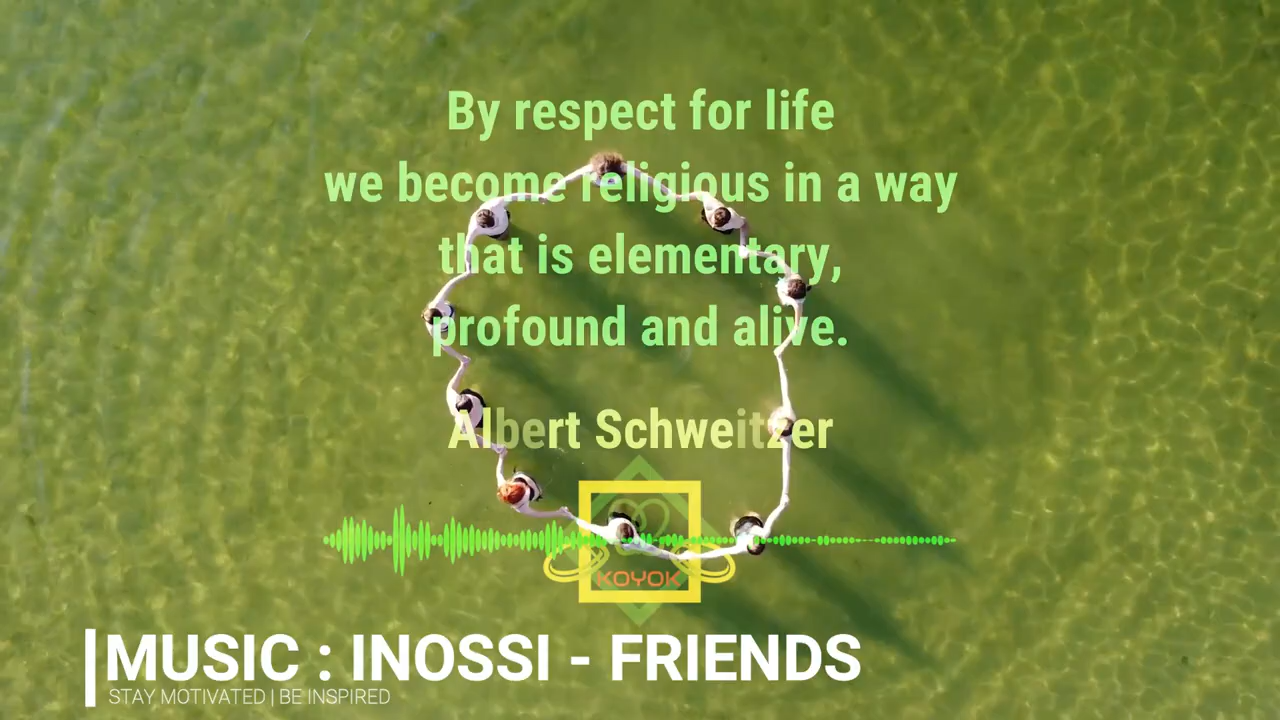 By respect for life
we become religious in a way
that is elementary,
profound and alive.
Albert Schweitzer
KOYOK
MUSIC : INOSSI - FRIENDS
STAY MOTIVATED | BE INSPIRED